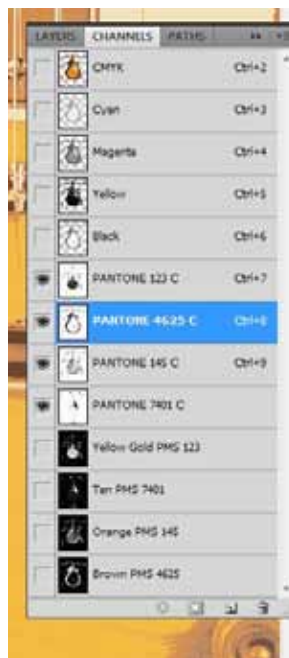 LAYERS CHANNELS PATHS
CMYK Ctrl+2
Cyan Ctrl+3
Magenta Ctrl+4
Yellow Ctrl+5
Black Ctrl+6
PANTONE 123 C Ctrl+7
PANTONE 4625 C Ctrl+8
PANTONE 145 C Ctrl+9
PANTONE 7401 C
Yellow Gold PMS 123
Tan PMS 7401
Orange PMS 145
Brown PMS 4625